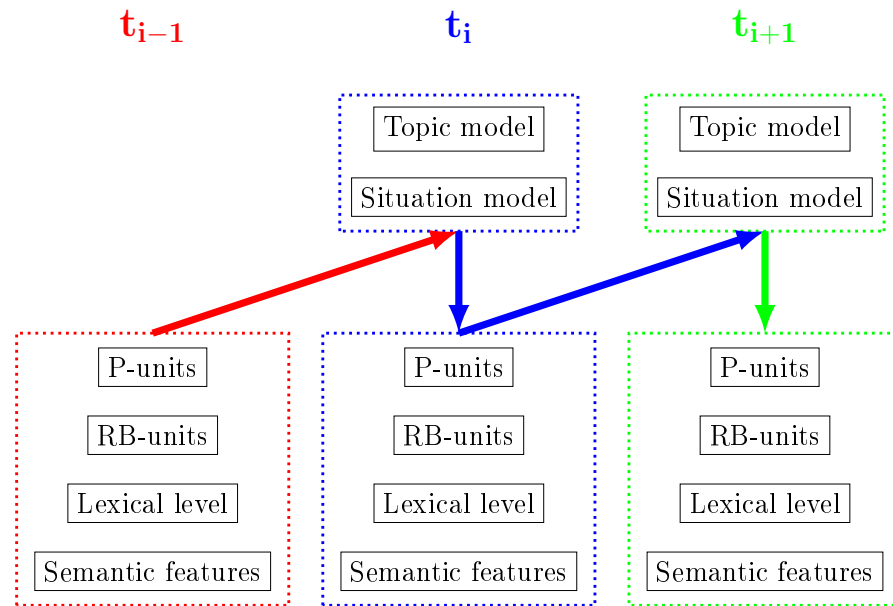 t_{i-1} t_i t_{i+1}
Topic model Topic model
Situation model Situation model
P-units P-units P-units
RB-units RB-units RB-units
Lexical level Lexical level Lexical level
Semantic features Semantic features Semantic features